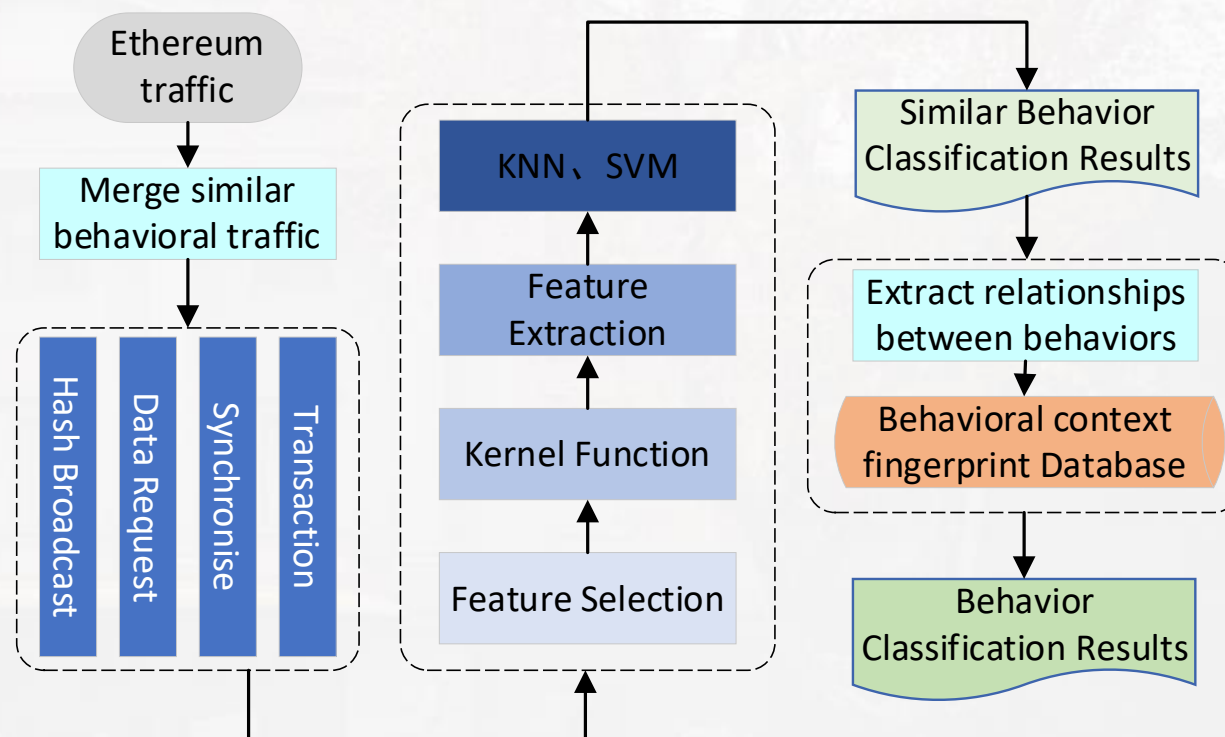 Ethereum
traffic
Merge similar
behavioral traffic
Hash Broadcast
Data Request
Synchronise
Transaction
KNN、SVM
Feature
Extraction
Kernel Function
Feature Selection
Similar Behavior
Classification Results
Extract relationships
between behaviors
Behavioral context
fingerprint Database
Behavior
Classification Results